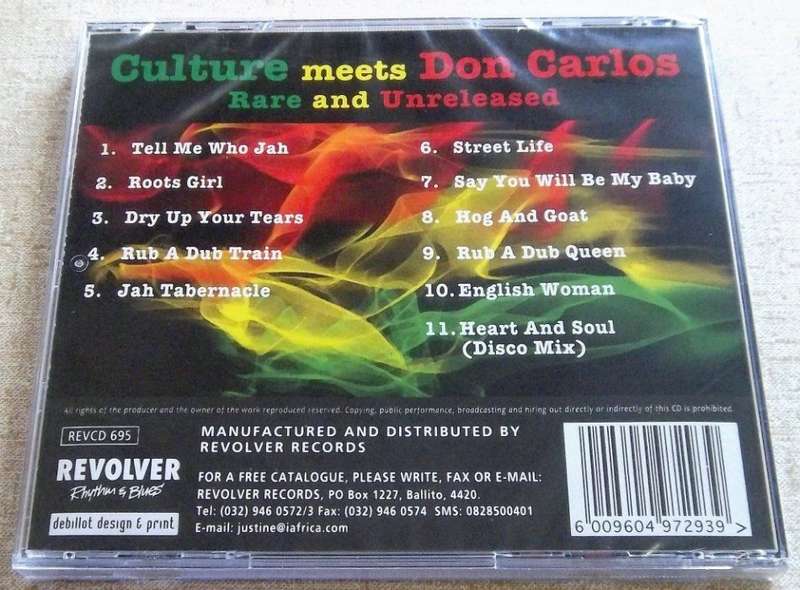 Culture meets Don Carlos
Rare and Unreleased
1. Tell Me Who Jah
2. Roots Girl
3. Dry Up Your Tears
4. Rub A Dub Train
5. Jah Tabernacle
6. Street Life
7. Say You Will Be My Baby
8. Hog And Goat
9. Rub A Dub Queen
10. English Woman
11. Heart And Soul
(Disco Mix)
All rights of the producer and the owner of the work reproduced reserved. Copying, public performance, broadcasting and hiring out directly or indirectly of this CD is prohibited.
REVCD 695
REVOLVER
Rhythm & Blues
debillot design & print
MANUFACTURED AND DISTRIBUTED BY
REVOLVER RECORDS
FOR A FREE CATALOGUE, PLEASE WRITE, FAX OR E-MAIL:
REVOLVER RECORDS, PO Box 1227, Ballito, 4420.
Tel: (032) 946 0572/3 Fax: (032) 946 0574 SMS: 0828500401
E-mail: justine@iafrica.com
6 009604 972939 >